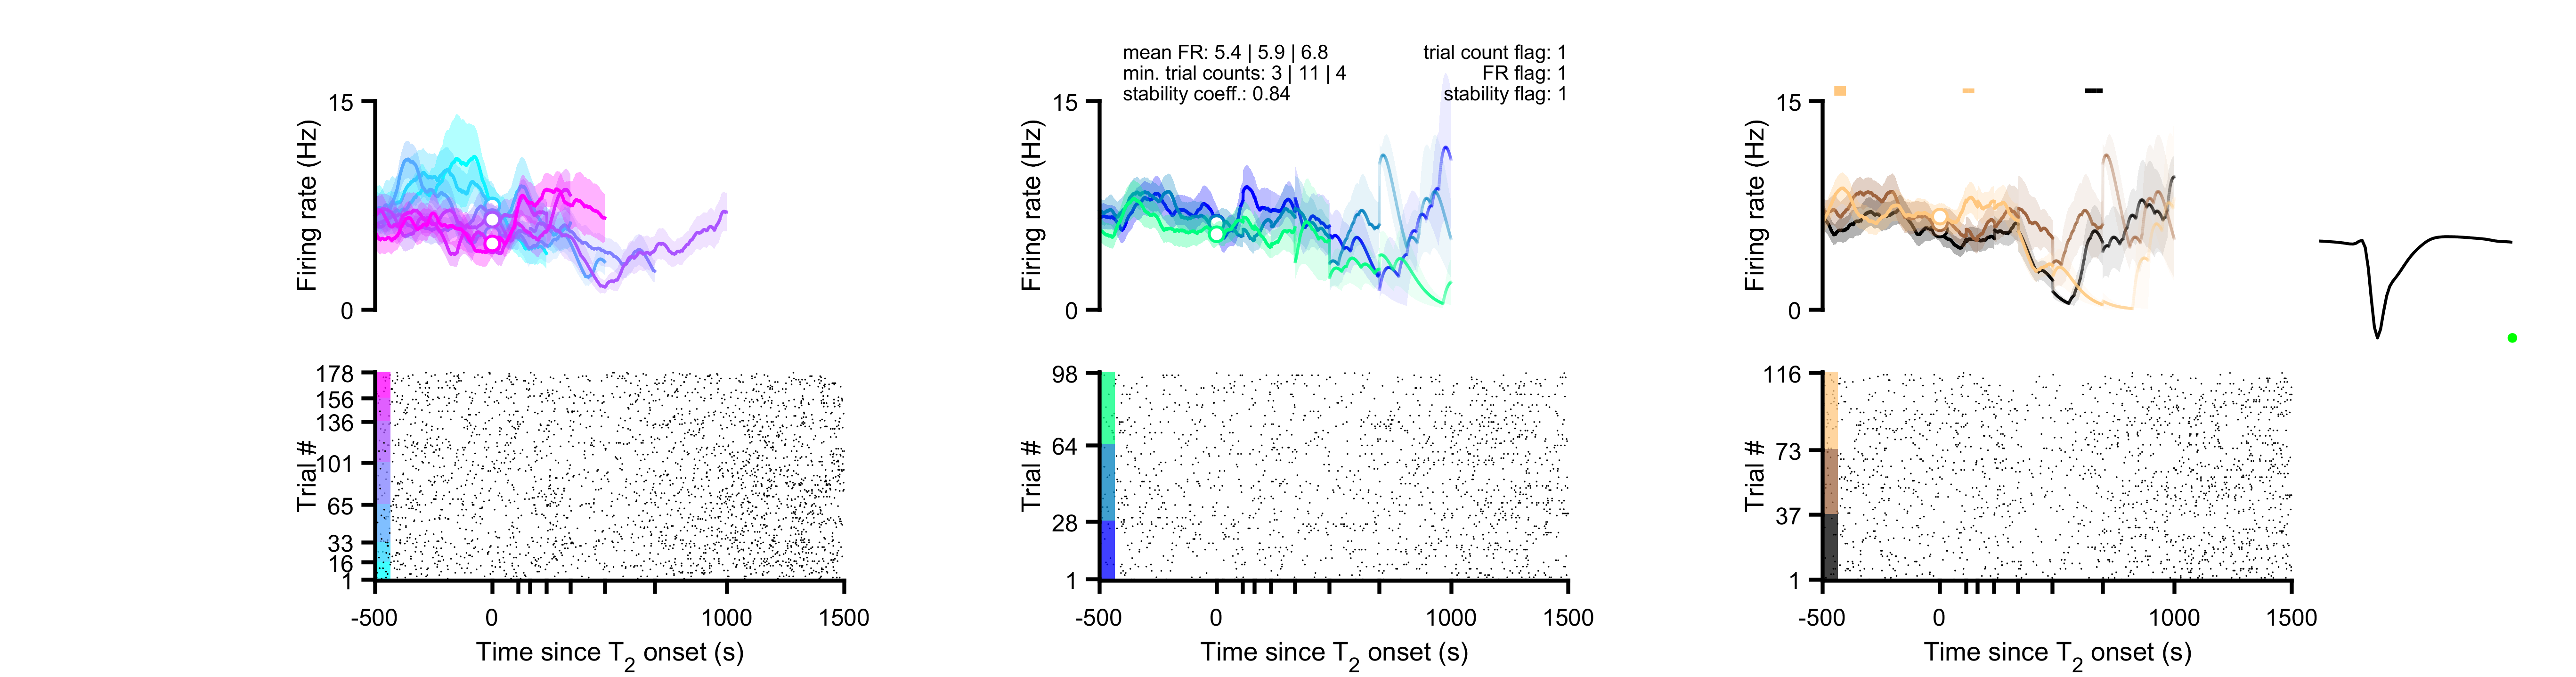 mean FR: 5.4 | 5.9 | 6.8
min. trial counts: 3 | 11 | 4
stability coeff.: 0.84
trial count flag: 1
FR flag: 1
stability flag: 1
15
Firing rate (Hz)
0
15
Firing rate (Hz)
0
15
Firing rate (Hz)
0
178
156
136
101
65
33
16
1
Trial #
-500
0
1000
1500
Time since T2 onset (s)
98
64
28
1
Trial #
-500
0
1000
1500
Time since T2 onset (s)
116
73
37
1
Trial #
-500
0
1000
1500
Time since T2 onset (s)